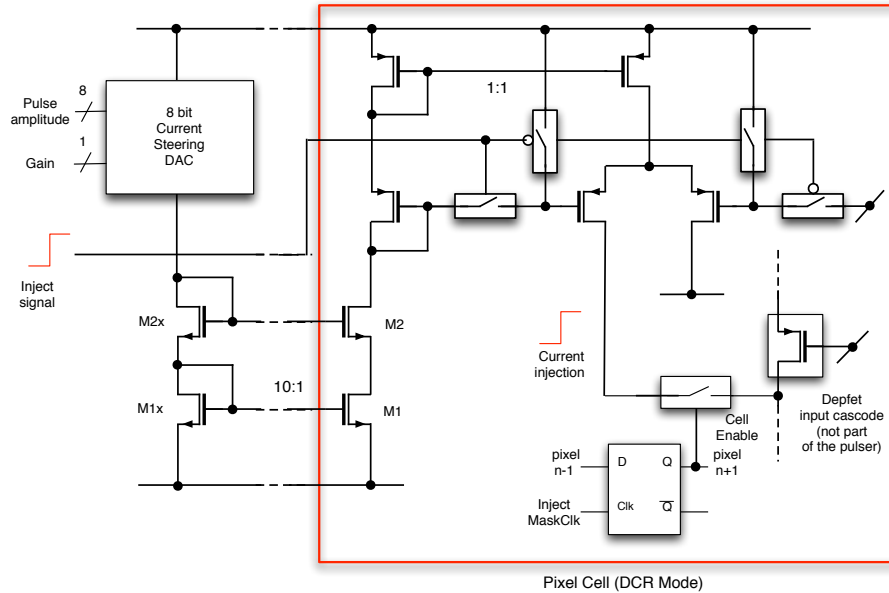 8
Pulse
amplitude
1
Gain
8 bit
Current
Steering
DAC
1:1
Inject
signal
M2x
M2
10:1
M1x
M1
Current
injection
Cell
Enable
Depfet
input cascode
(not part
of the pulser)
pixel
n-1
D
Q
pixel
n+1
Inject
MaskClk
Clk
Q
Pixel Cell (DCR Mode)